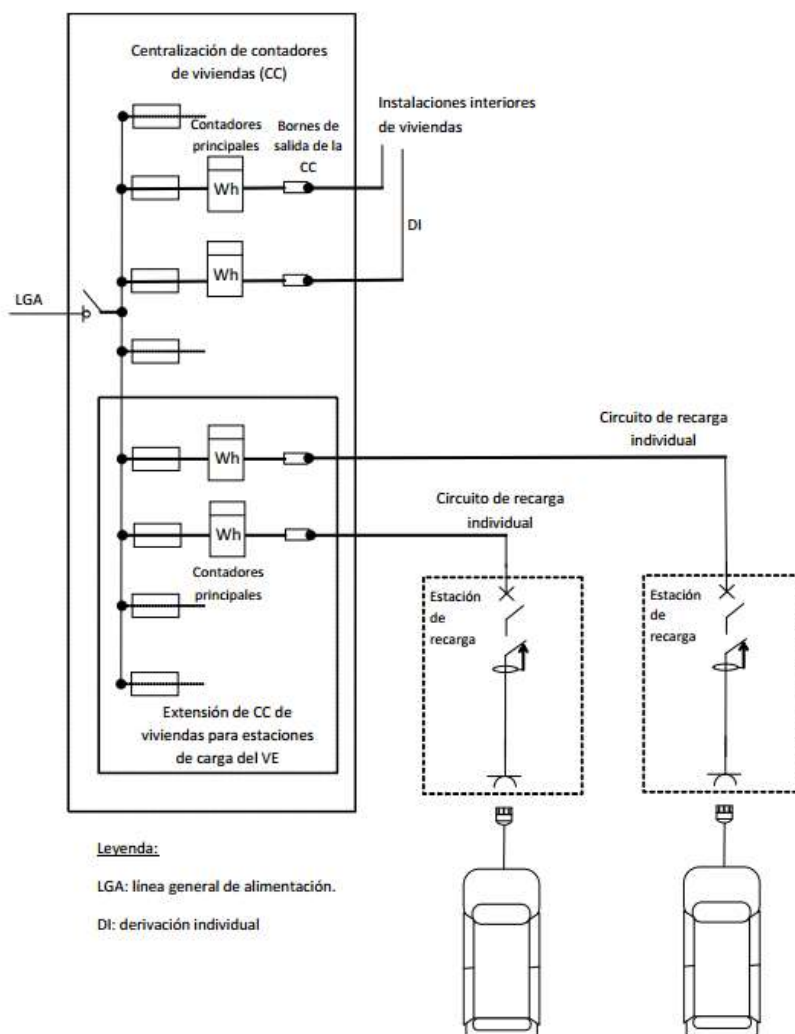 Centralización de contadores
de viviendas (CC)
Contadores
principales
Bornes de
salida de la
CC
Instalaciones interiores
de viviendas
Wh
DI
Wh
LGA
Circuito de recarga
individual
Wh
Circuito de recarga
individual
Wh
Contadores
principales
Estación
de
recarga
Estación
de
recarga
Extensión de CC de
viviendas para estaciones
de carga del VE
Leyenda:
LGA: línea general de alimentación.
DI: derivación individual